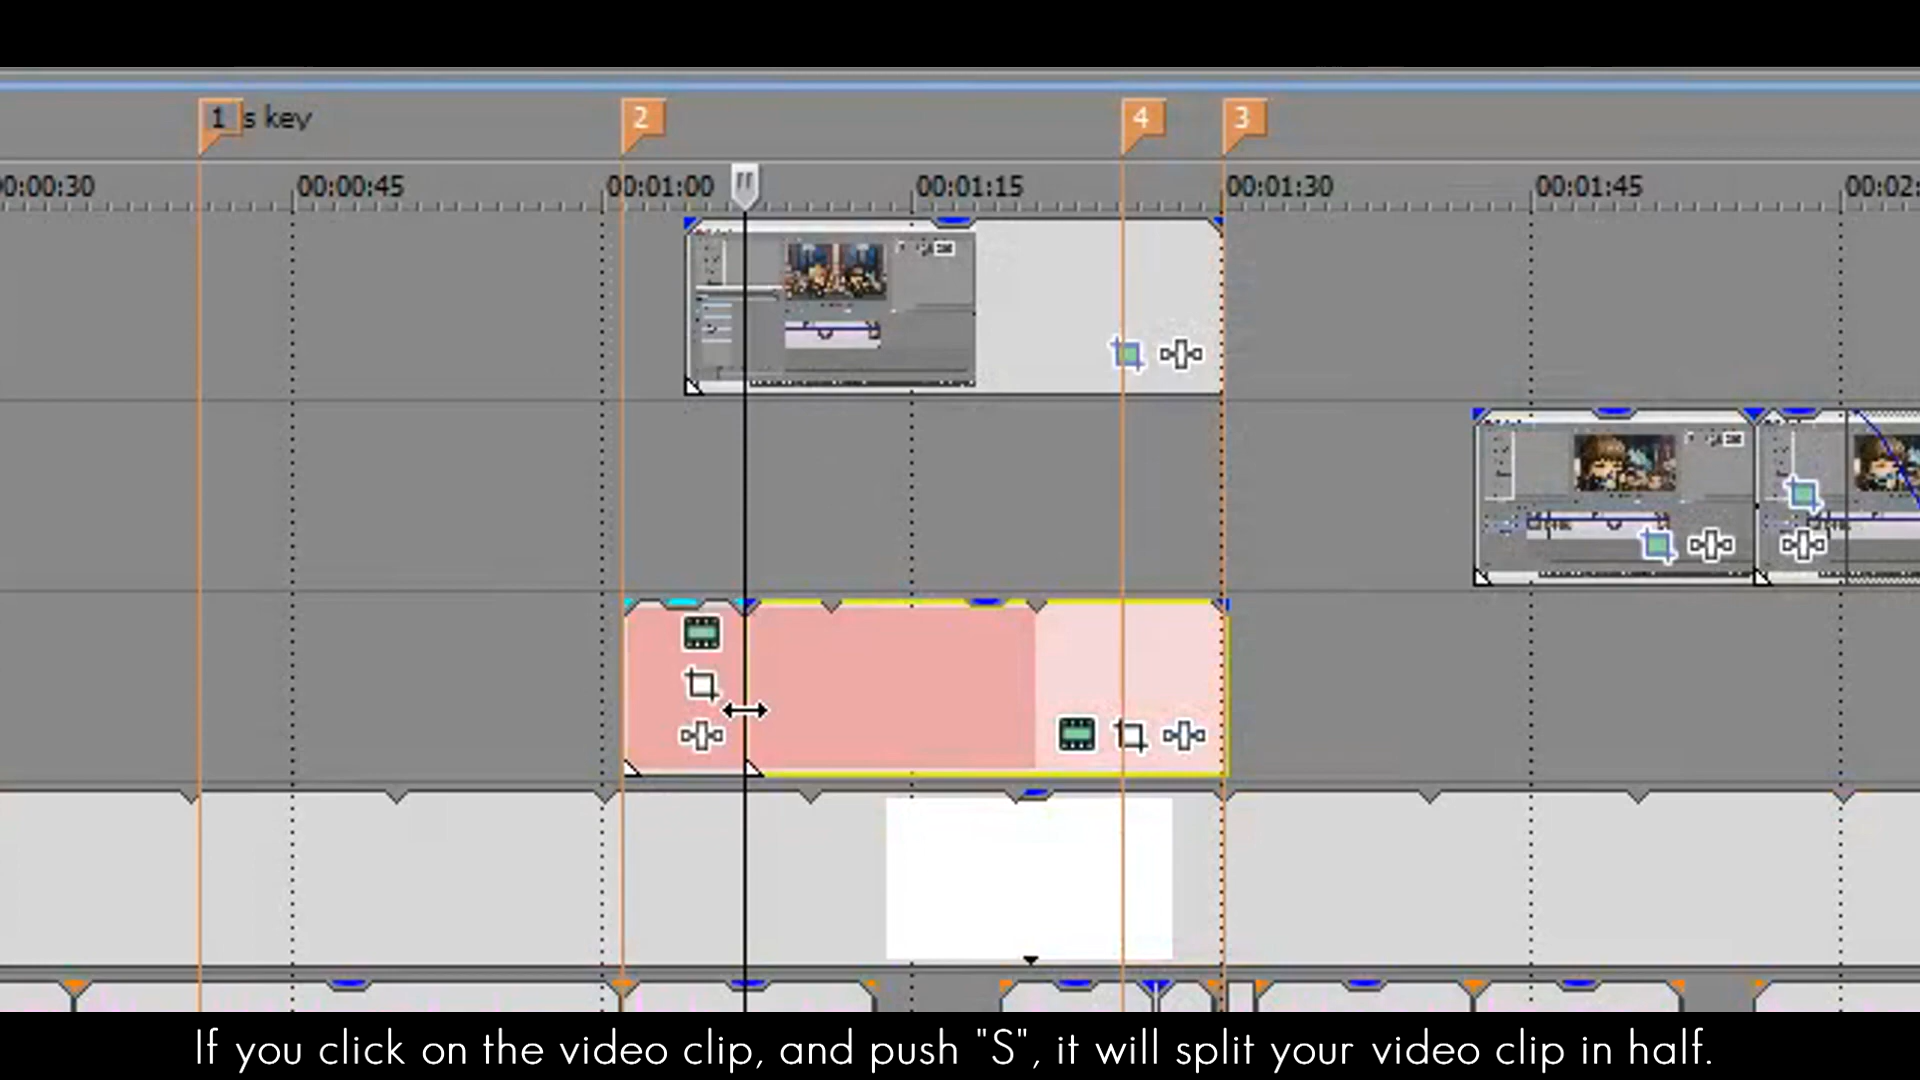 1 s key 2 4 3
0:00:30 00:00:45 00:01:00 00:01:15 00:01:30 00:01:45 00:02:
If you click on the video clip, and push "S", it will split your video clip in half.